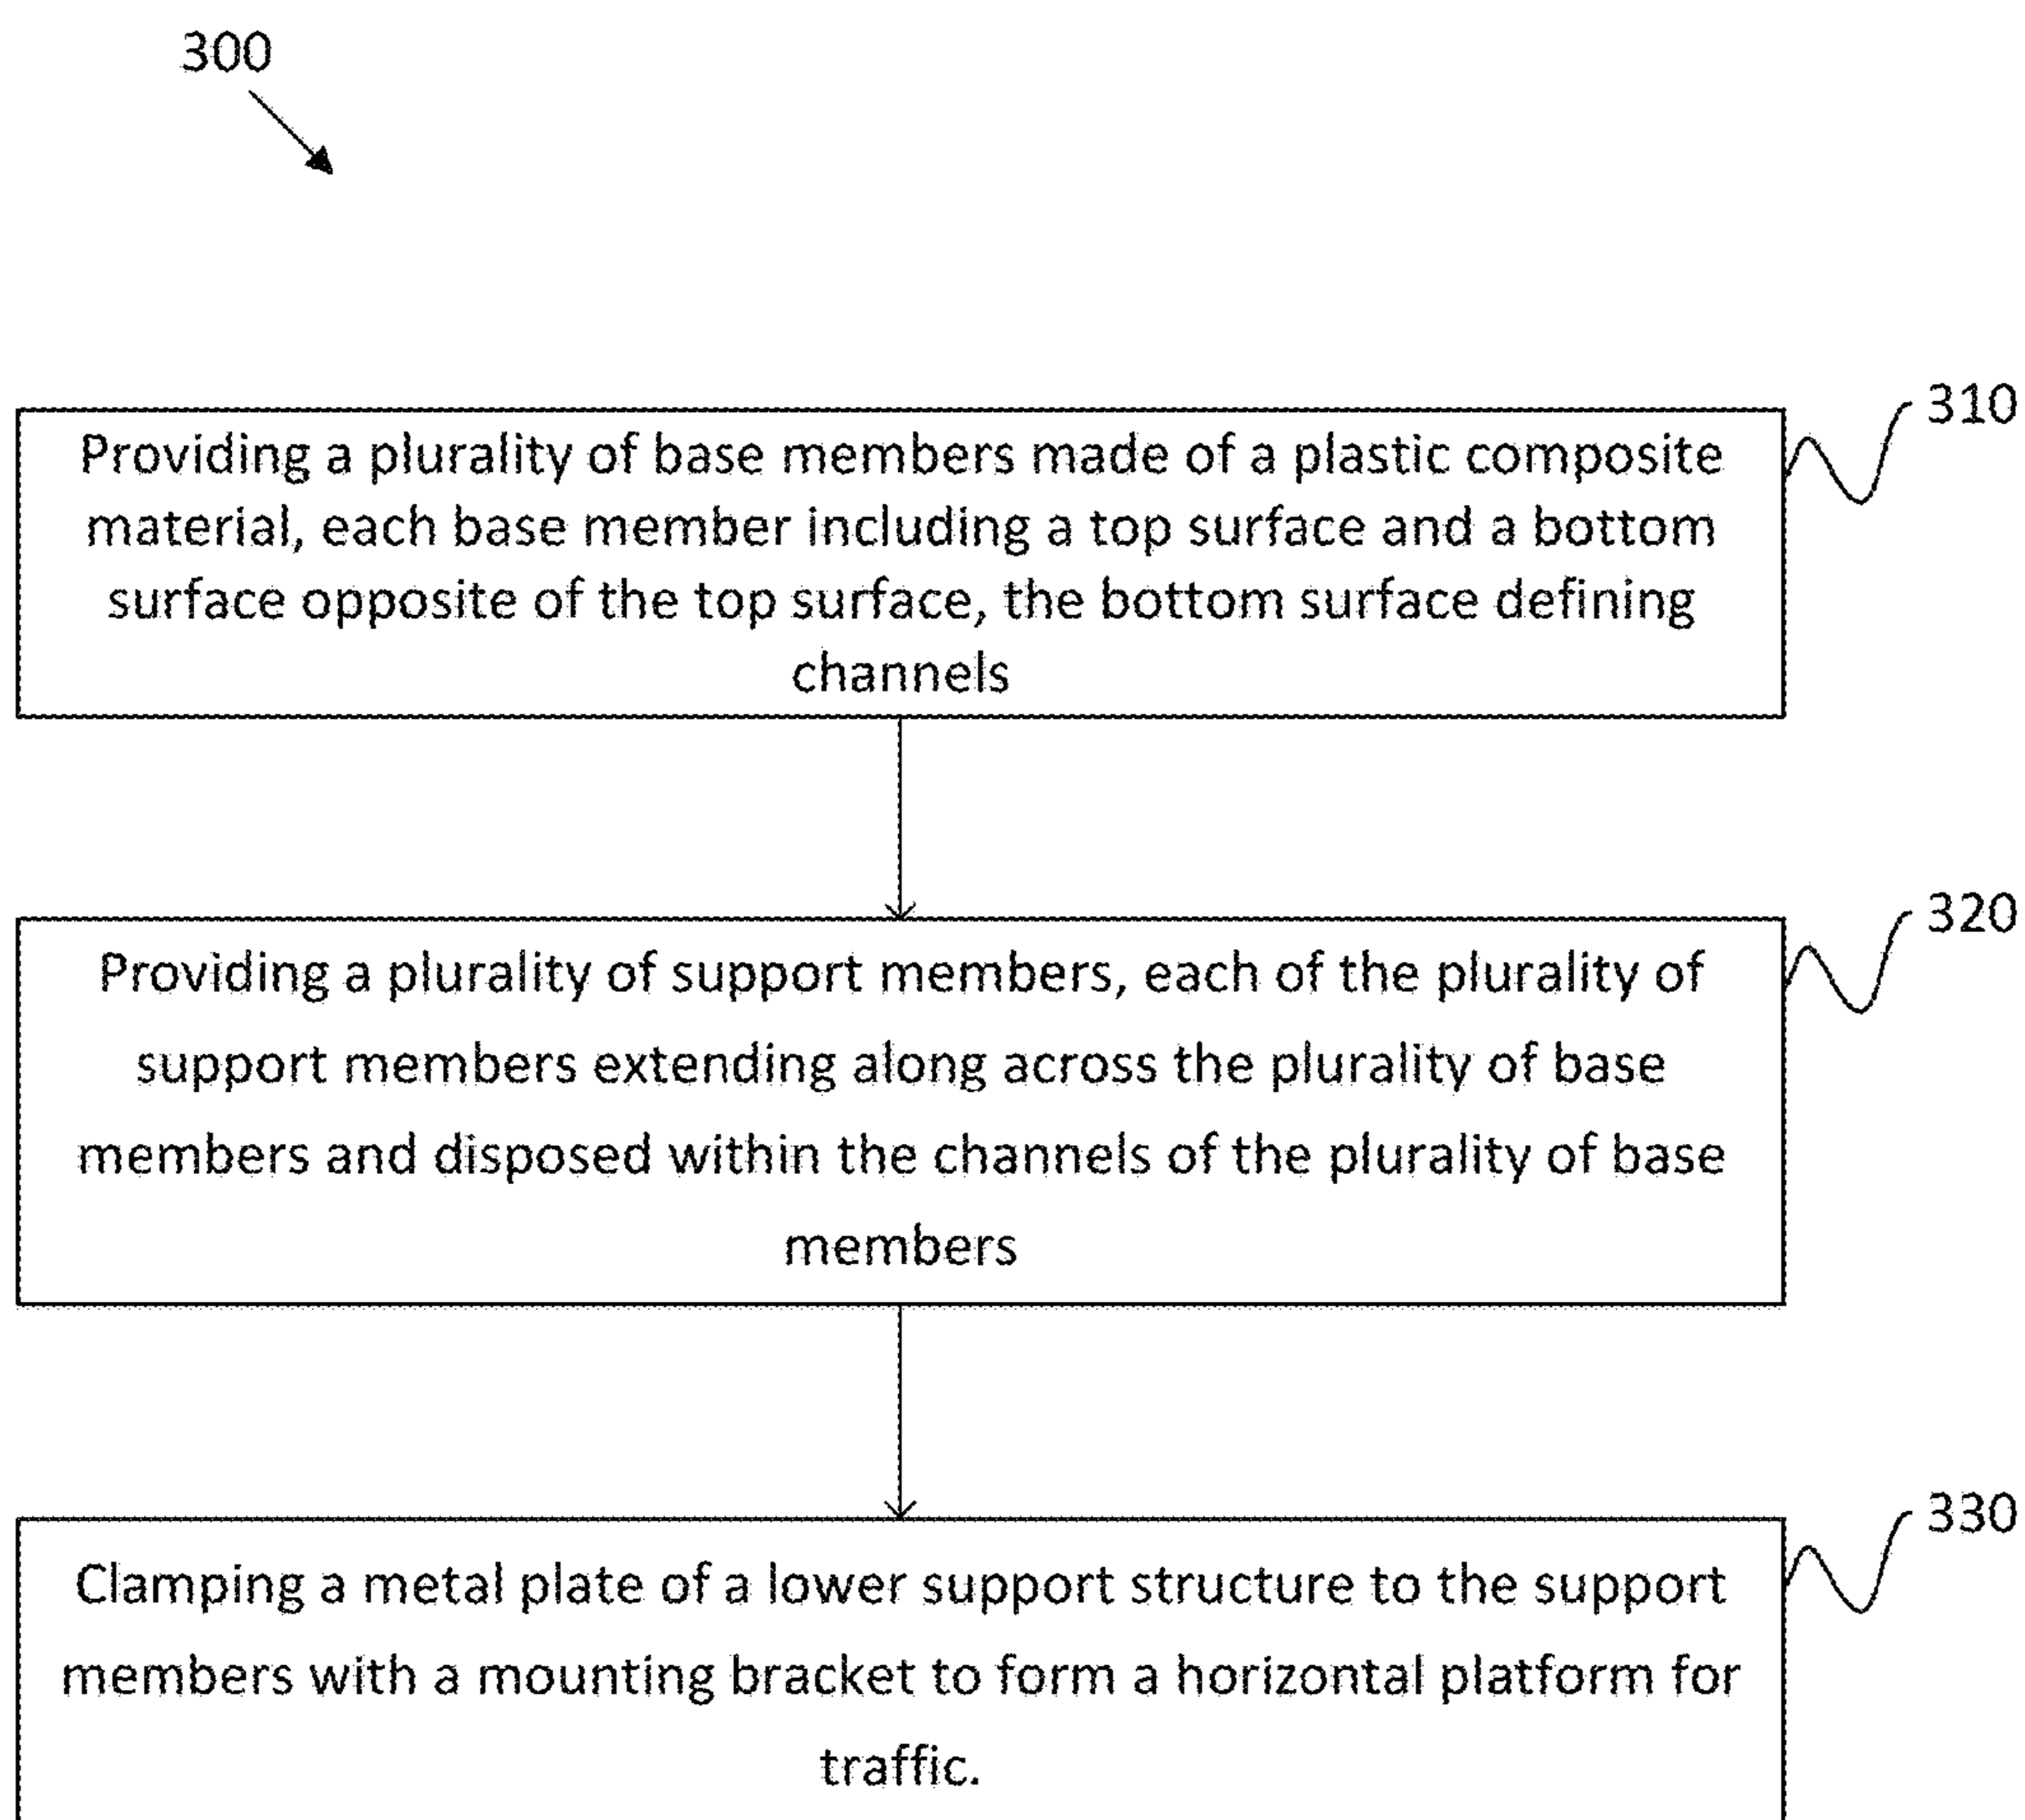 300
310
Providing a plurality of base members made of a plastic composite
material, each base member including a top surface and a bottom
surface opposite of the top surface, the bottom surface defining
channels
320
Providing a plurality of support members, each of the plurality of
support members extending along across the plurality of base
members and disposed within the channels of the plurality of base
members
330
Clamping a metal plate of a lower support structure to the support
members with a mounting bracket to form a horizontal platform for
traffic.